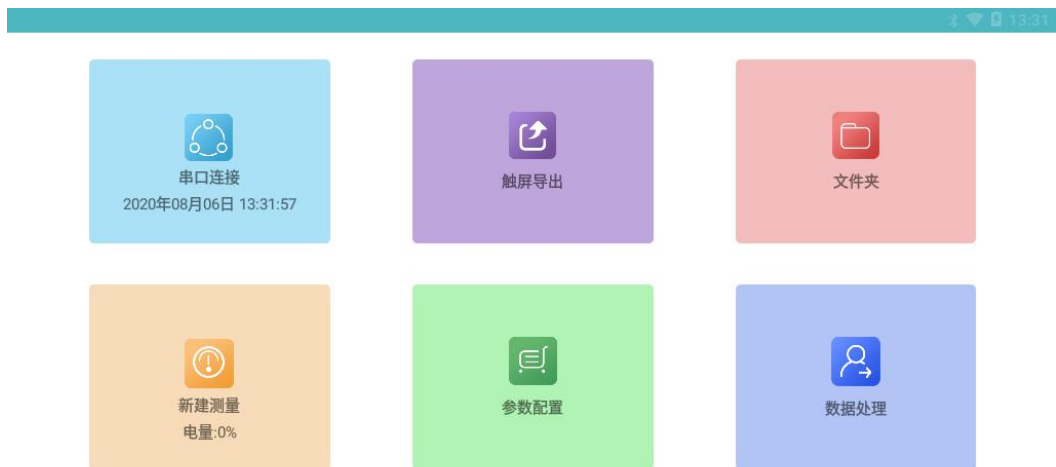 13:31
串口连接
2020年08月06日 13:31:57
触屏导出
文件夹
新建测量
电量:0%
参数配置
数据处理